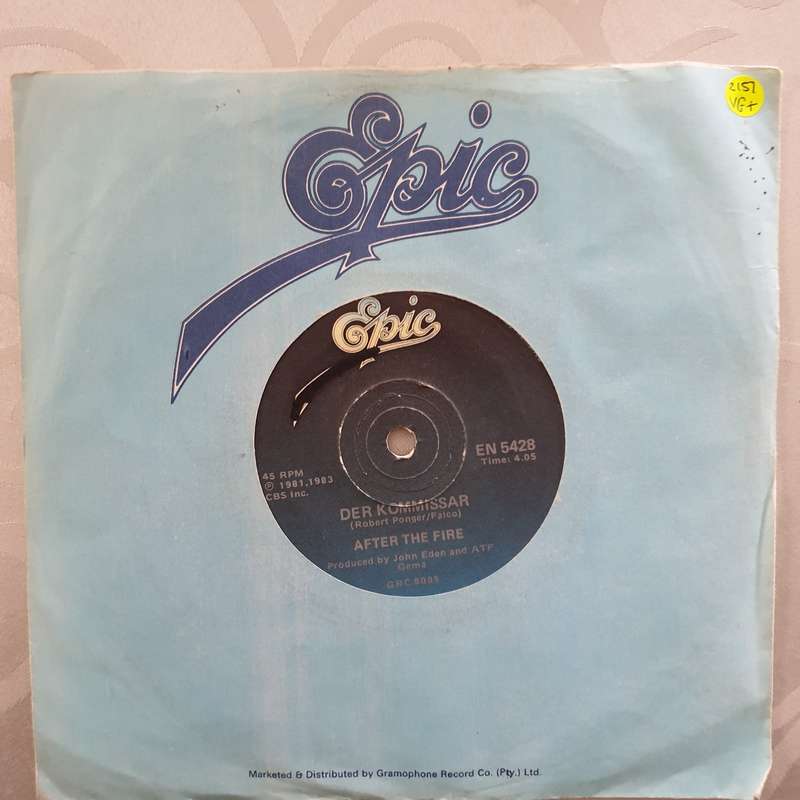 2157
VG+
Epic
Epic
EN 5428
Time: 4.05
45 RPM
℗ 1981,1983
CBS Inc.
DER KOMMISSAR
(Robert Ponger/Falco)
AFTER THE FIRE
Produced by John Eden and ATF
Gema
GRC 8005
Marketed & Distributed by Gramophone Record Co. (Pty.) Ltd.